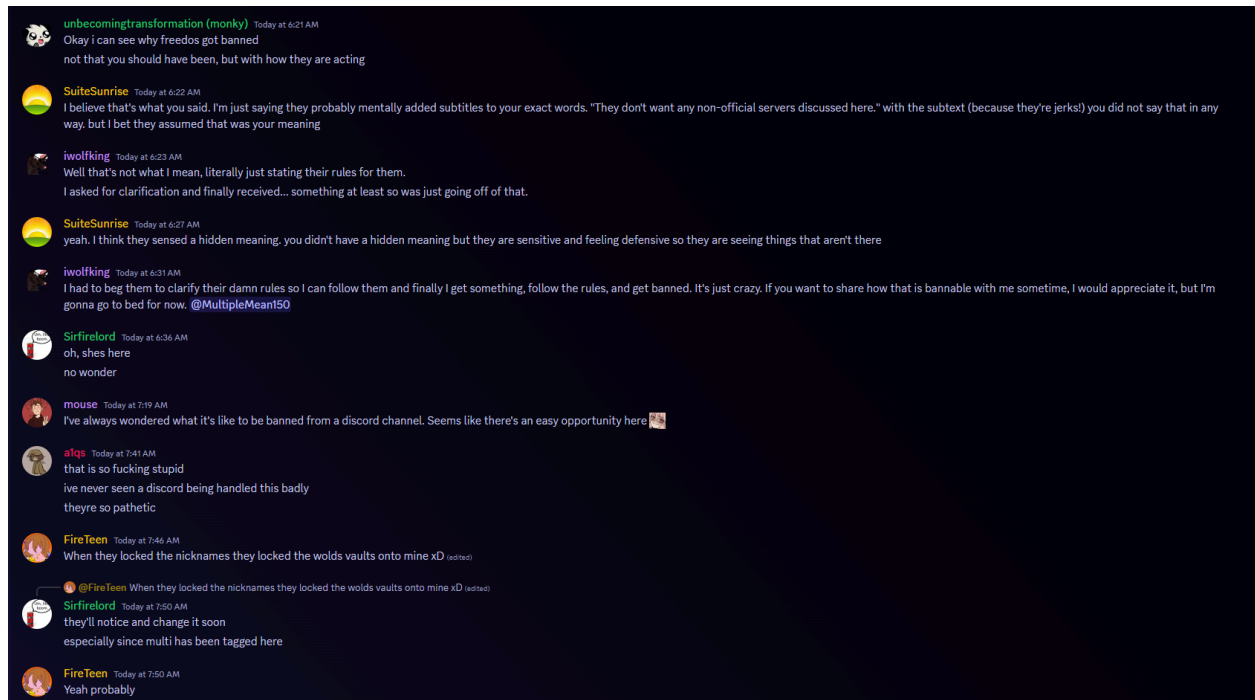 unbecomingtransformation (monky) Today at 6:21 AM
Okay i can see why freedos got banned
not that you should have been, but with how they are acting
SuiteSunrise Today at 6:22 AM
I believe that's what you said. I'm just saying they probably mentally added subtitles to your exact words. "They don't want any non-official servers discussed here." with the subtext (because they're jerks!) you did not say that in any
way. but I bet they assumed that was your meaning
iwolfking Today at 6:23 AM
Well that's not what I mean, literally just stating their rules for them.
I asked for clarification and finally received... something at least so was just going off of that.
SuiteSunrise Today at 6:27 AM
yeah. I think they sensed a hidden meaning. you didn't have a hidden meaning but they are sensitive and feeling defensive so they are seeing things that aren't there
iwolfking Today at 6:31 AM
I had to beg them to clarify their damn rules so I can follow them and finally I get something, follow the rules, and get banned. It's just crazy. If you want to share how that is bannable with me sometime, I would appreciate it, but I'm
gonna go to bed for now. @MultipleMean150
Sirfirelord Today at 6:36 AM
oh, shes here
no wonder
mouse Today at 7:19 AM
I've always wondered what it's like to be banned from a discord channel. Seems like there's an easy opportunity here
a1qs Today at 7:41 AM
that is so fucking stupid
ive never seen a discord being handled this badly
theyre so pathetic
FireTeen Today at 7:46 AM
When they locked the nicknames they locked the wolds vaults onto mine xD (edited)
@FireTeen When they locked the nicknames they locked the wolds vaults onto mine xD (edited)
Sirfirelord Today at 7:50 AM
they'll notice and change it soon
especially since multi has been tagged here
FireTeen Today at 7:50 AM
Yeah probably